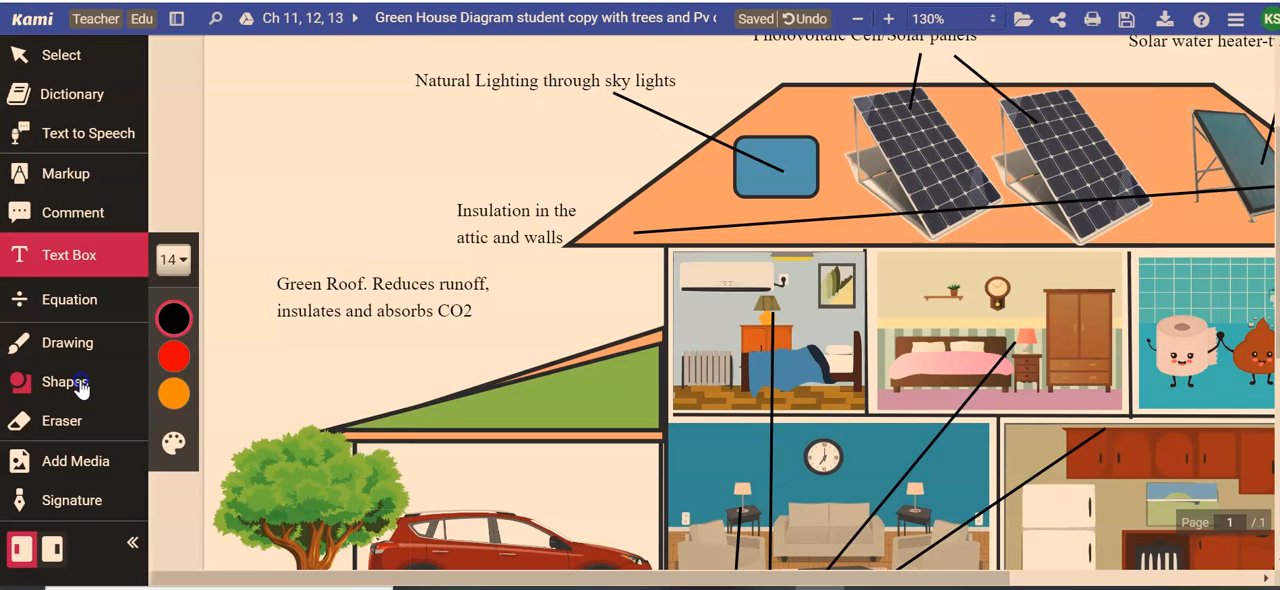 Kami Teacher Edu Ch 11, 12, 13 Green House Diagram student copy with trees and Pv Saved Undo 130% KS
Select
Dictionary
Text to Speech
Markup
Comment
Text Box
14
Equation
Drawing
Shapes
Eraser
Add Media
Signature
Photovoltaic Cell/Solar panels
Solar water heater-t
Natural Lighting through sky lights
Insulation in the
attic and walls
Green Roof. Reduces runoff,
insulates and absorbs CO2
Page 1 / 1